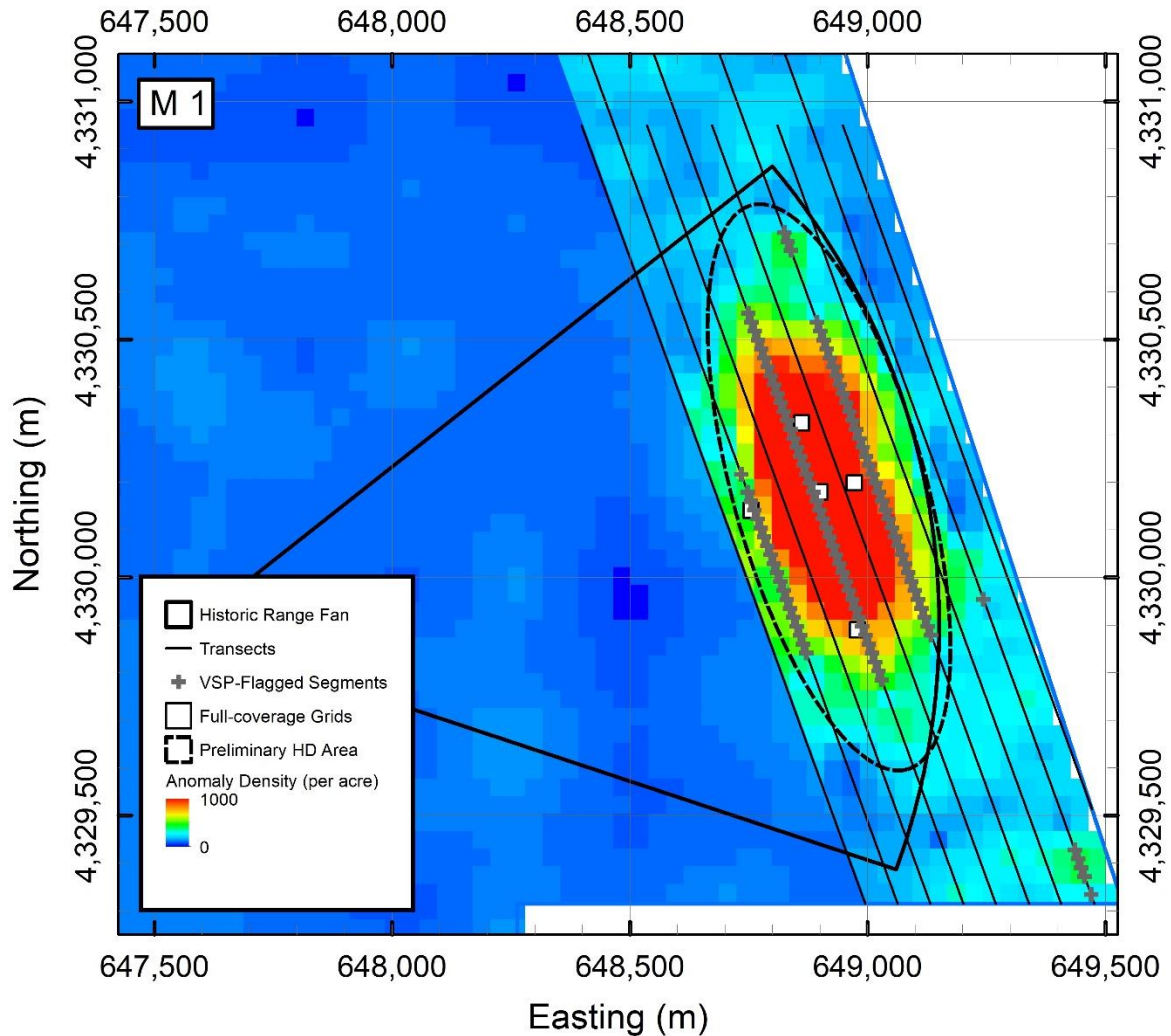 647,500 648,000 648,500 649,000 649,500
M 1
4,331,000 4,331,000
4,330,500 4,330,500
4,330,000 4,330,000
4,329,500 4,329,500
Northing (m)
Historic Range Fan
Transects
VSP-Flagged Segments
Full-coverage Grids
Preliminary HD Area
Anomaly Density (per acre)
1000
0
647,500 648,000 648,500 649,000 649,500
Easting (m)